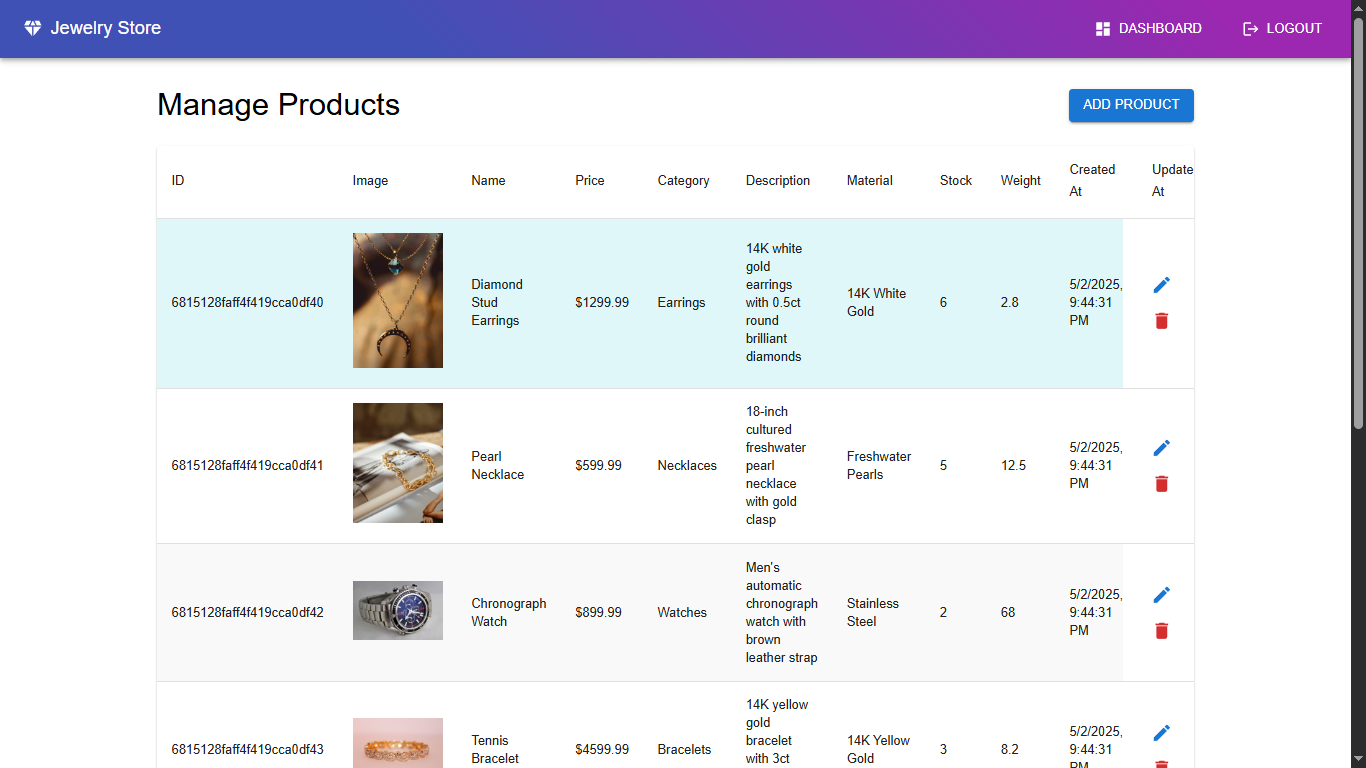 Jewelry Store
DASHBOARD
LOGOUT
Manage Products
ADD PRODUCT
ID
Image
Name
Price
Category
Description
Material
Stock
Weight
Created
At
Update
At
6815128faff4f419cca0df40
Diamond
Stud
Earrings
$1299.99
Earrings
14K white
gold
earrings
with 0.5ct
round
brilliant
diamonds
14K White
Gold
6
2.8
5/2/2025,
9:44:31
PM
6815128faff4f419cca0df41
Pearl
Necklace
$599.99
Necklaces
18-inch
cultured
freshwater
pearl
necklace
with gold
clasp
Freshwater
Pearls
5
12.5
5/2/2025,
9:44:31
PM
6815128faff4f419cca0df42
Chronograph
Watch
$899.99
Watches
Men's
automatic
chronograph
watch with
brown
leather strap
Stainless
Steel
2
68
5/2/2025,
9:44:31
PM
6815128faff4f419cca0df43
Tennis
Bracelet
$4599.99
Bracelets
14K yellow
gold
bracelet
with 3ct
14K Yellow
Gold
3
8.2
5/2/2025,
9:44:31
PM